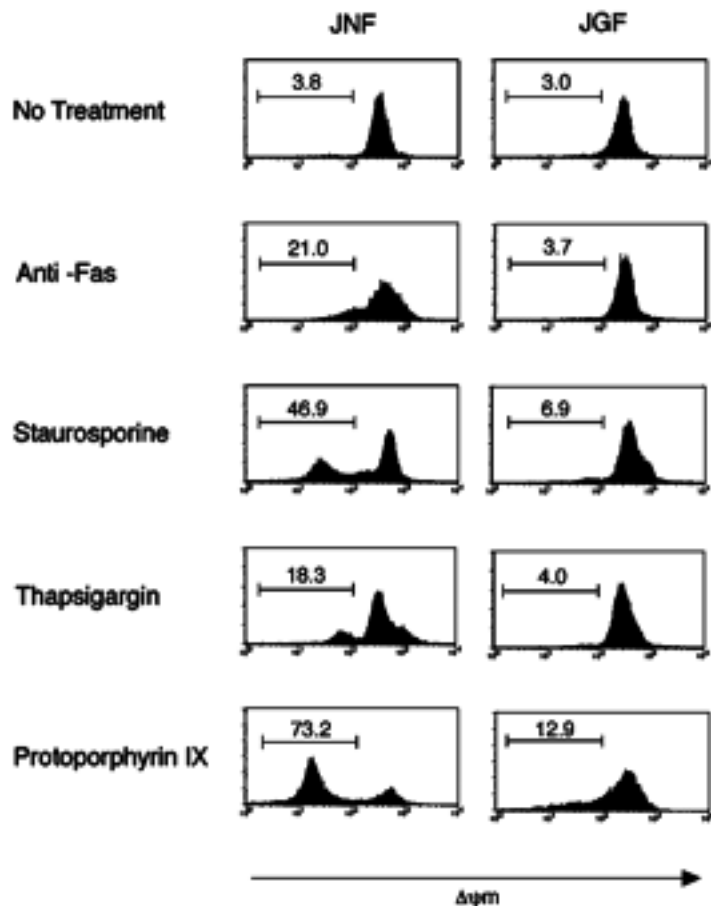 JNF JGF
No Treatment 3.8 3.0
Anti -Fas 21.0 3.7
Staurosporine 46.9 6.9
Thapsigargin 18.3 4.0
Protoporphyrin IX 73.2 12.9
Δψm